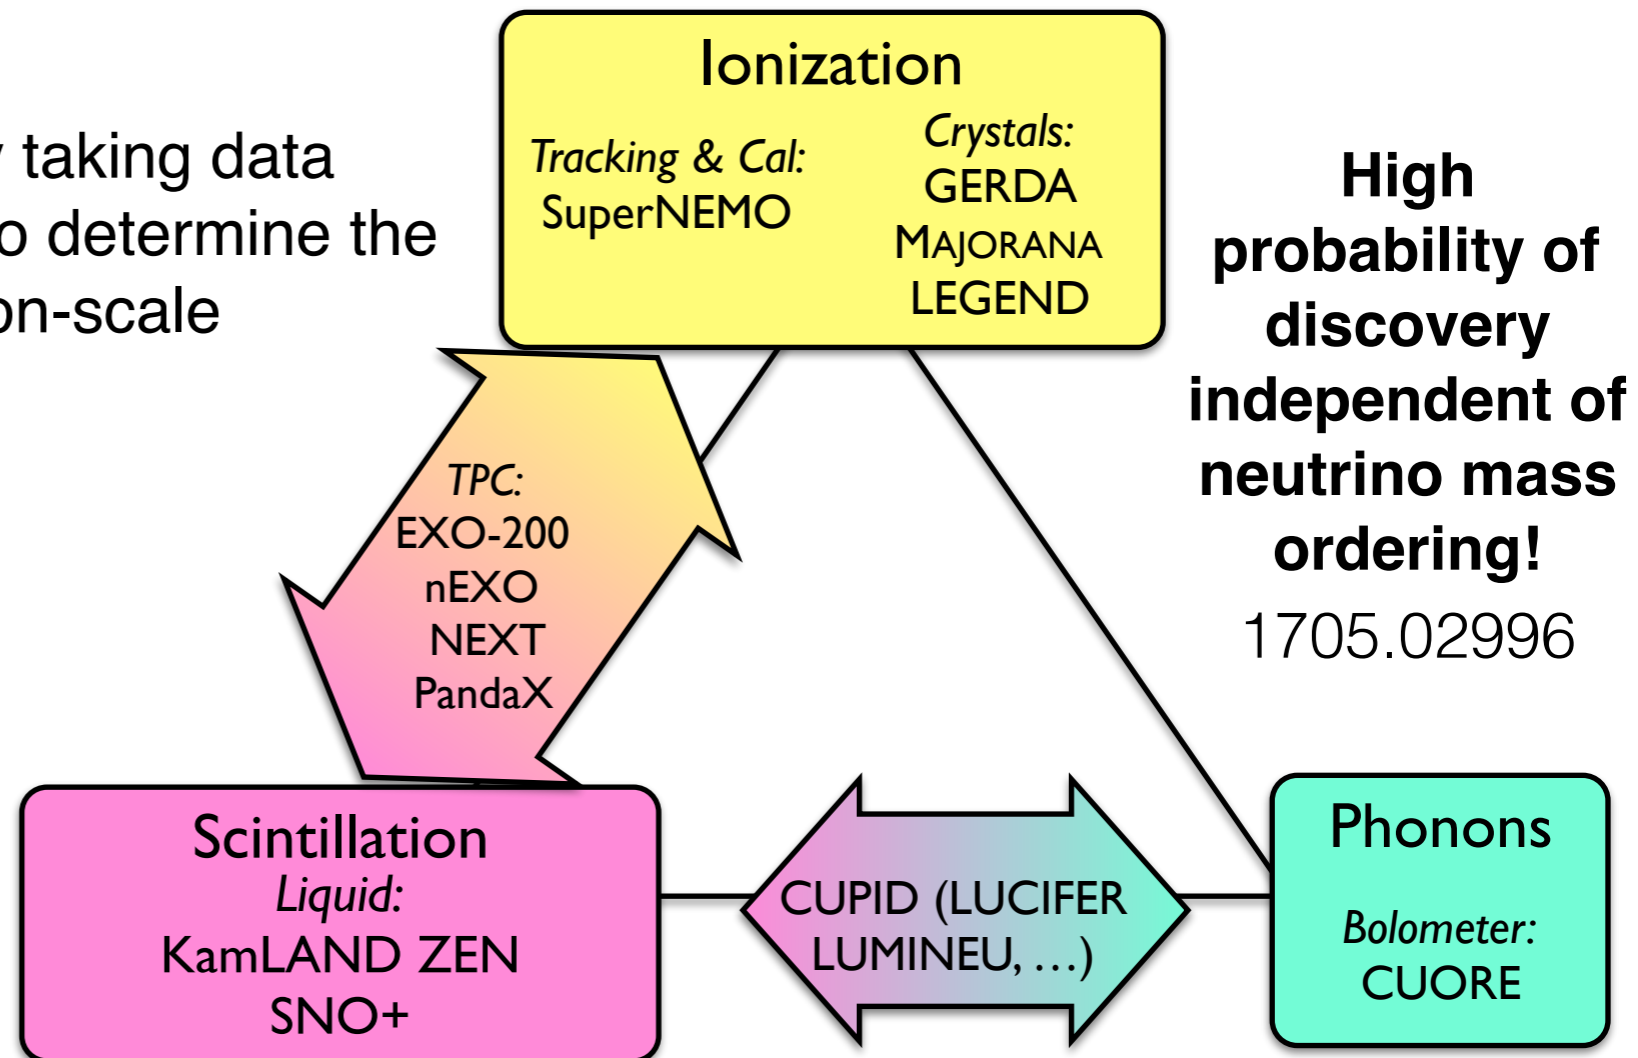 Ionization
Tracking & Cal:
SuperNEMO
Crystals:
GERDA
MAJORANA
LEGEND
taking data
determine the
on-scale
High
probability of
discovery
independent of
neutrino mass
ordering!
1705.02996
TPC:
EXO-200
nEXO
NEXT
PandaX
Scintillation
Liquid:
KamLAND ZEN
SNO+
CUPID (LUCIFER
LUMINEU, …)
Phonons
Bolometer:
CUORE